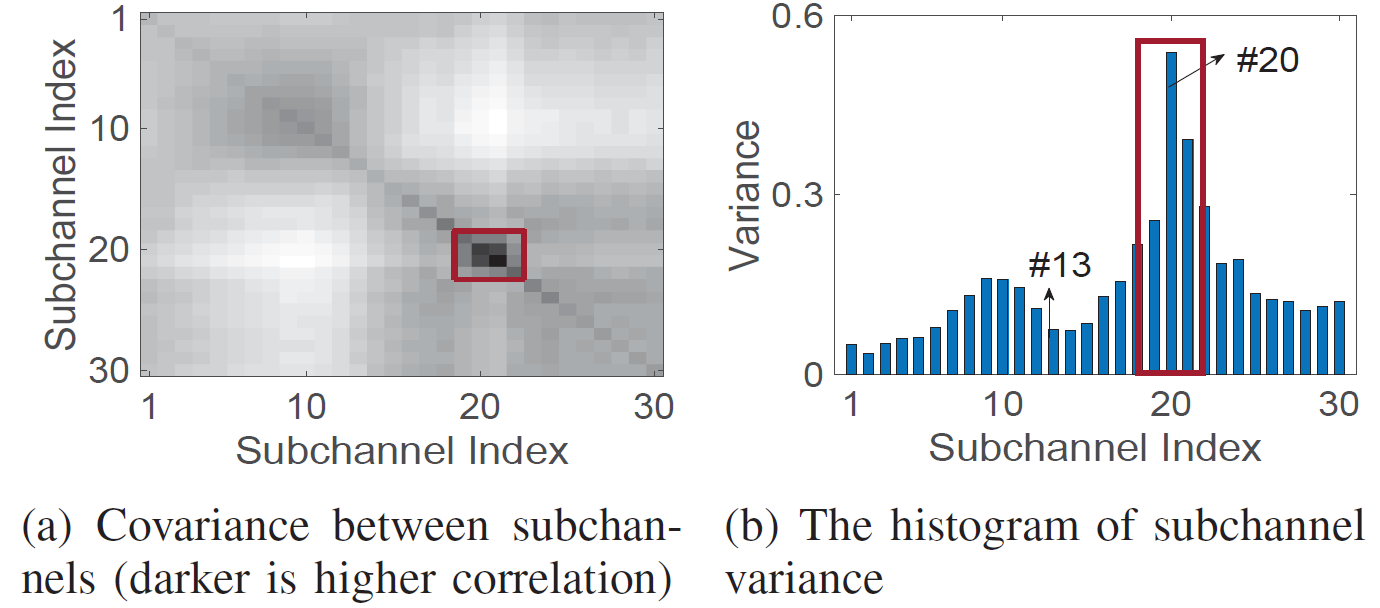 1
10
20
30
Subchannel Index
1
10
20
30
Subchannel Index
0.6
0.3
0
Variance
#20
#13
1
10
20
30
Subchannel Index
(a) Covariance between subchan-
nels (darker is higher correlation)
(b) The histogram of subchannel
variance